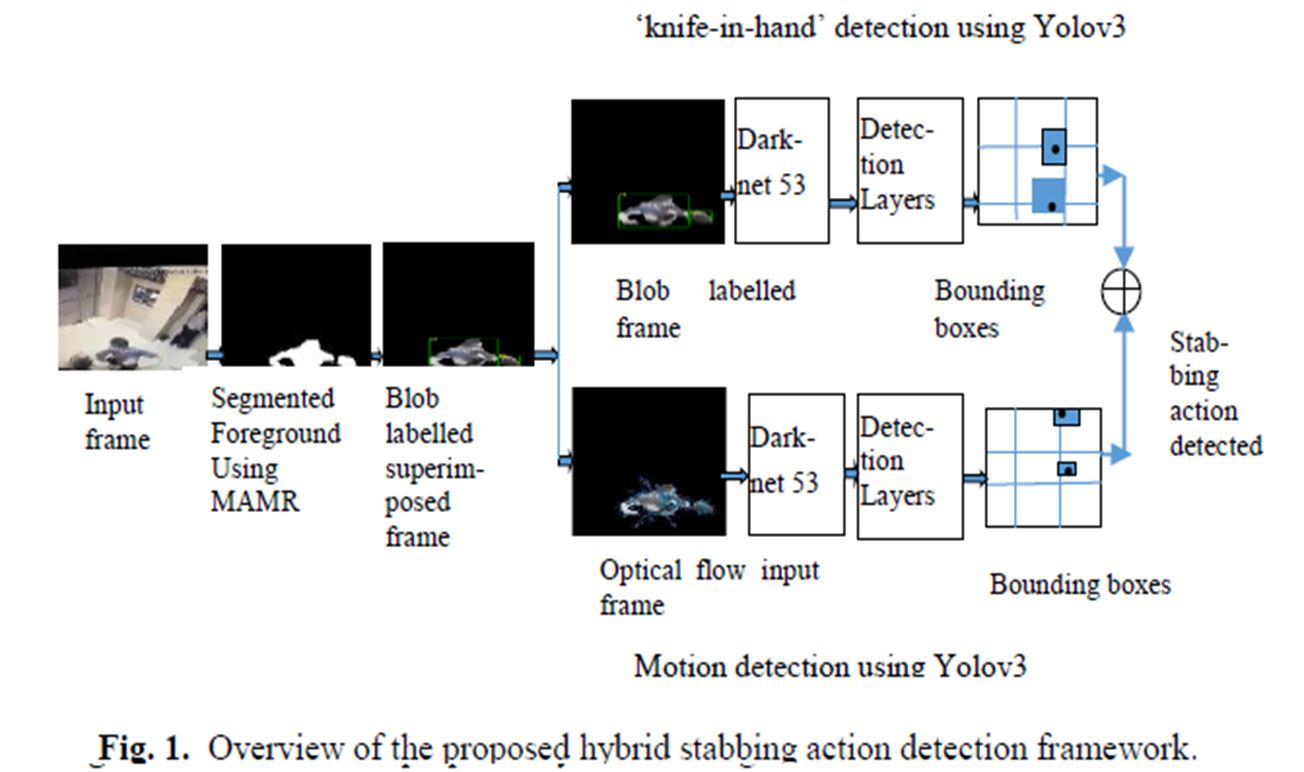 ‘knife-in-hand’ detection using Yolov3
Dark-
net 53
Detec-
tion
Layers
Blob labelled
frame
Bounding
boxes
Input
frame
Segmented
Foreground
Using
MAMR
Blob
labelled
superim-
posed
frame
Dark-
net 53
Detec-
tion
Layers
Stab-
bing
action
detected
Optical flow input
frame
Bounding boxes
Motion detection using Yolov3
Fig. 1. Overview of the proposed hybrid stabbing action detection framework.